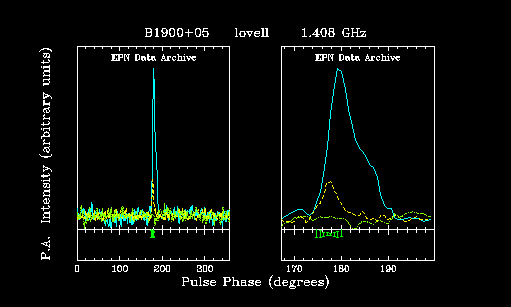 B1900+05 lovell 1.408 GHz
EPN Data Archive EPN Data Archive
P.A. Intensity (arbitrary units)
0 100 200 300 170 180 190
Pulse Phase (degrees)